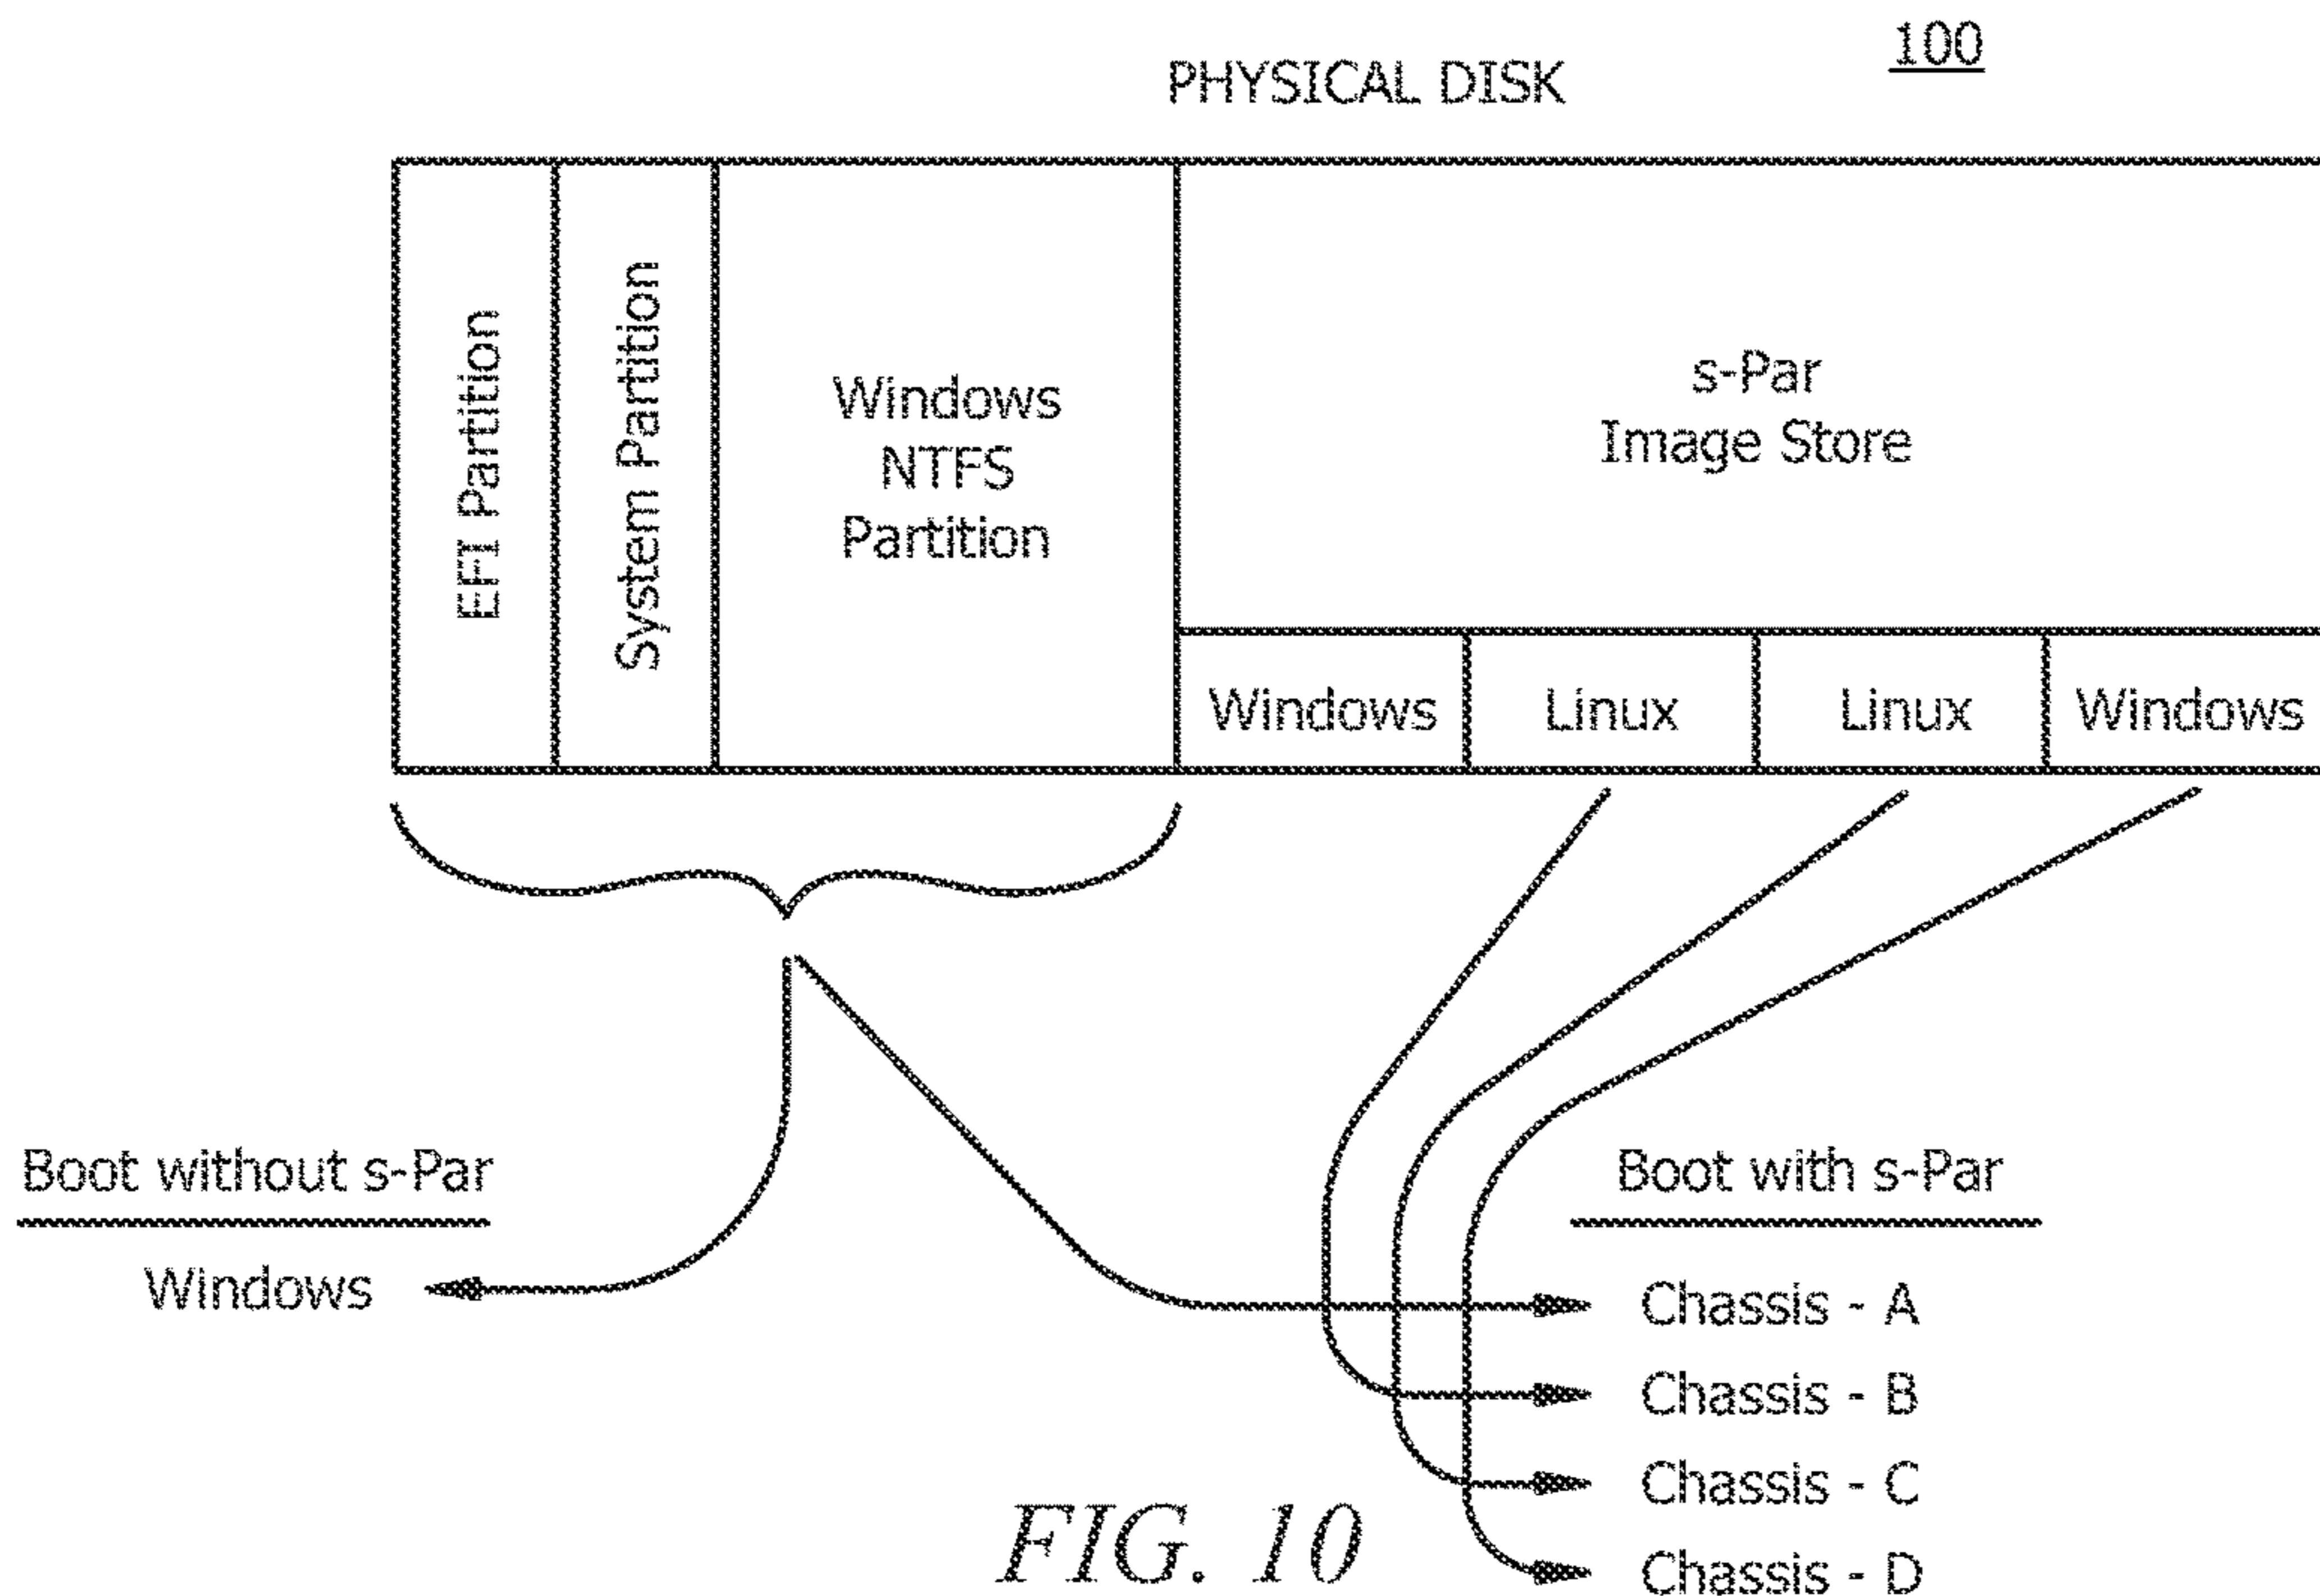 100
PHYSICAL DISK
EFI Partition
System Partition
Windows
NTFS
Partition
s-Par
Image Store
Windows
Linux
Linux
Windows
Boot without s-Par
Windows
Boot with s-Par
Chassis - A
Chassis - B
Chassis - C
Chassis - D
FIG. 10